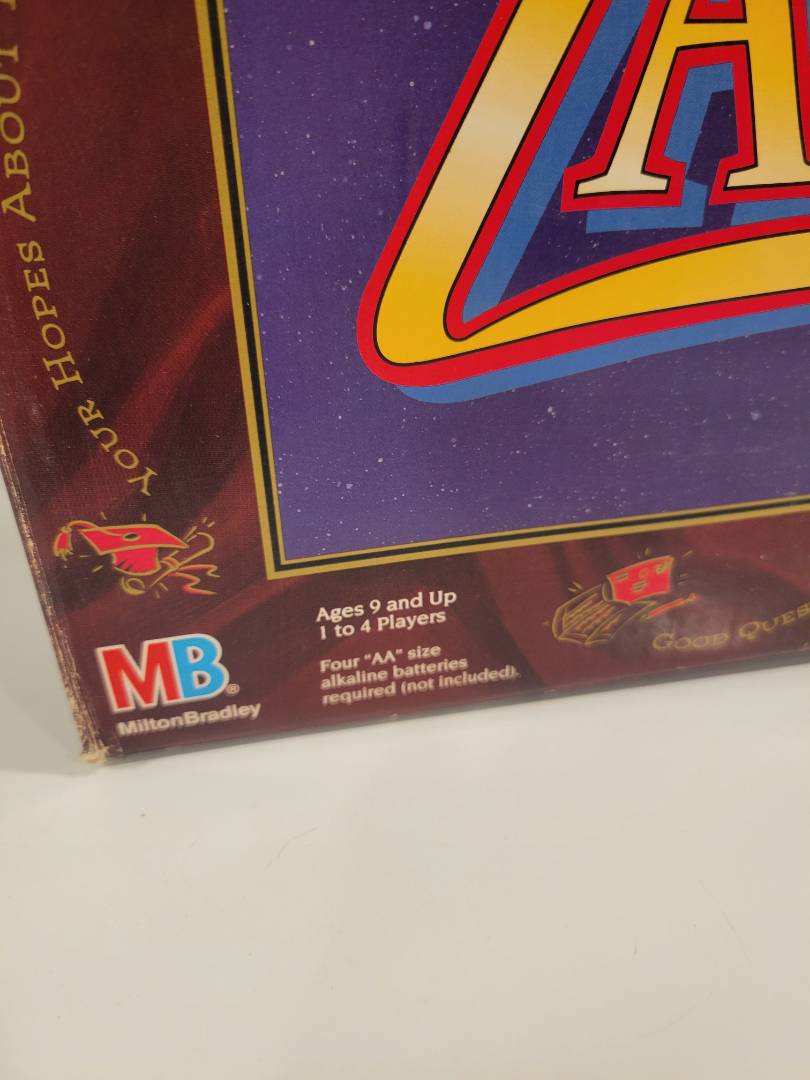 YOUR HOPES ABOUT
A
Ages 9 and Up
1 to 4 Players
Four "AA" size
alkaline batteries
required (not included).
MB®
MiltonBradley
GOOD